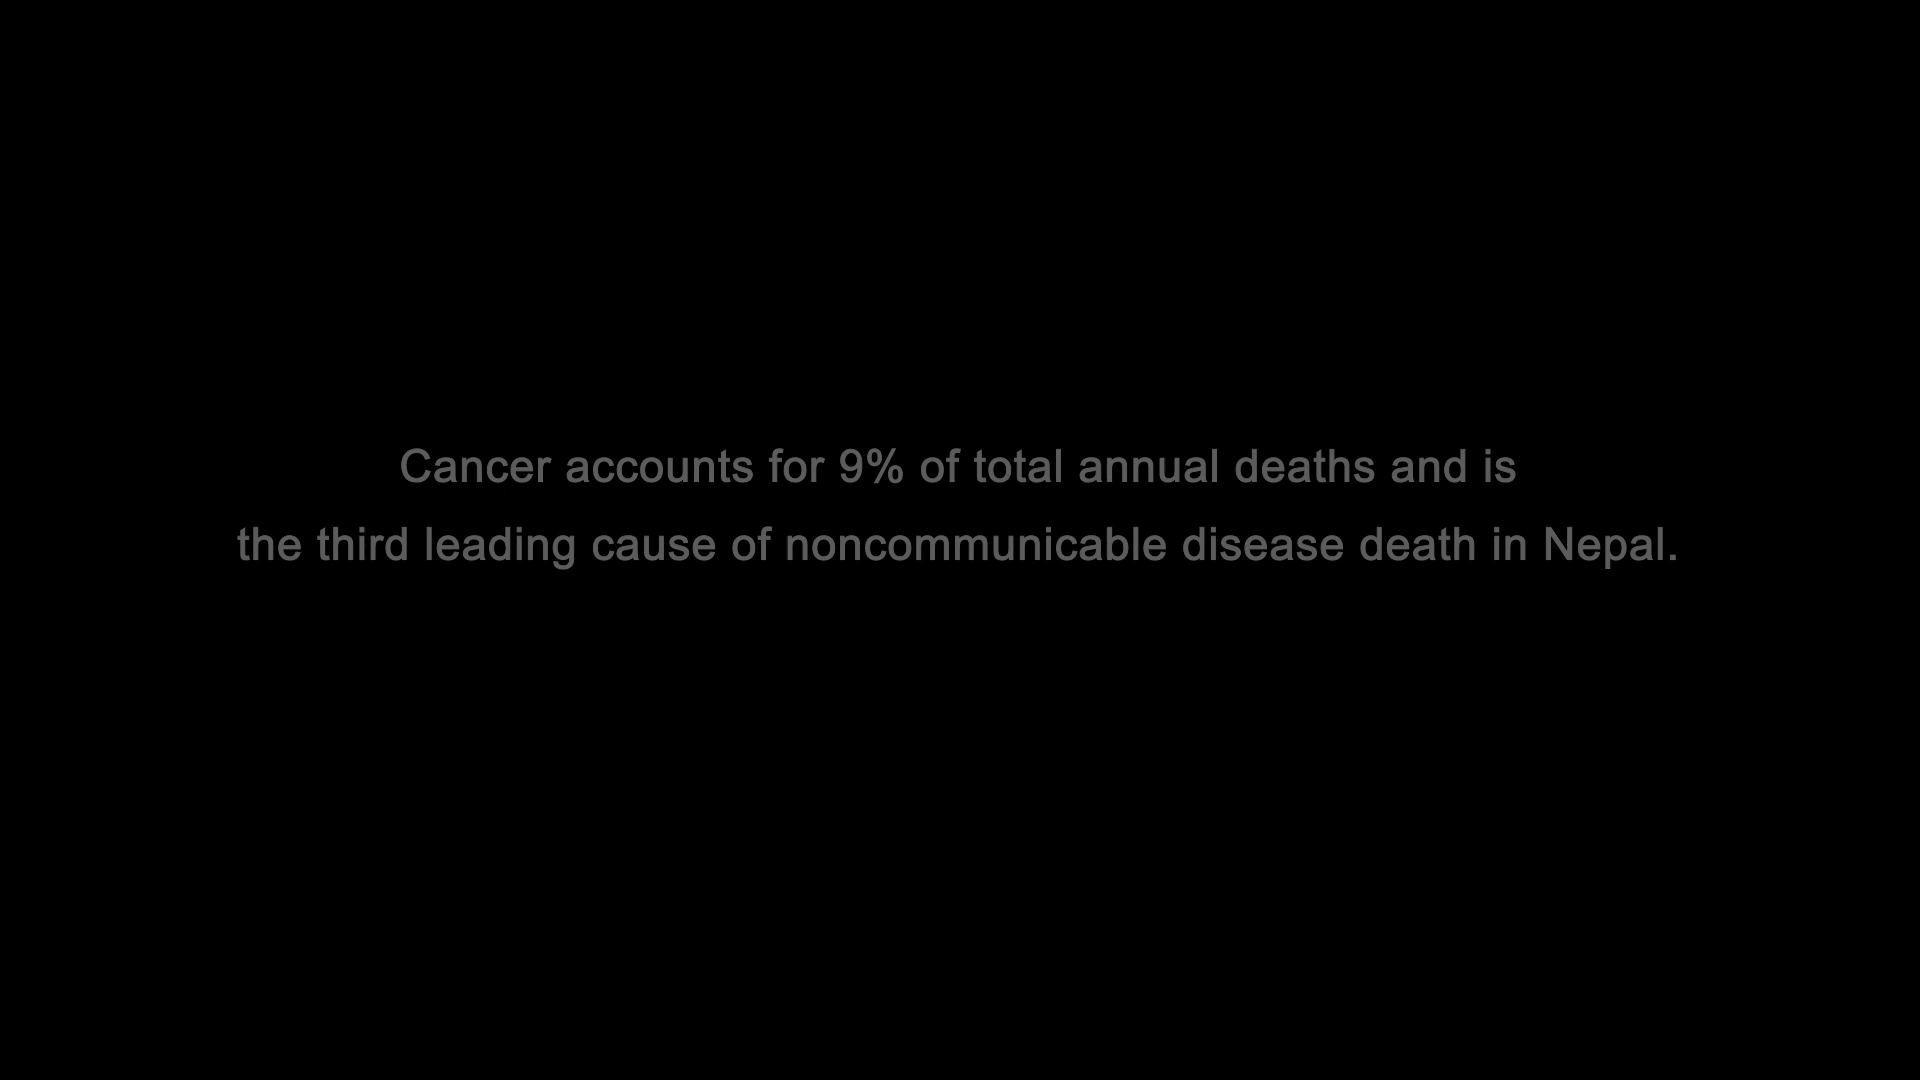 Cancer accounts for 9% of total annual deaths and is
the third leading cause of noncommunicable disease death in Nepal.